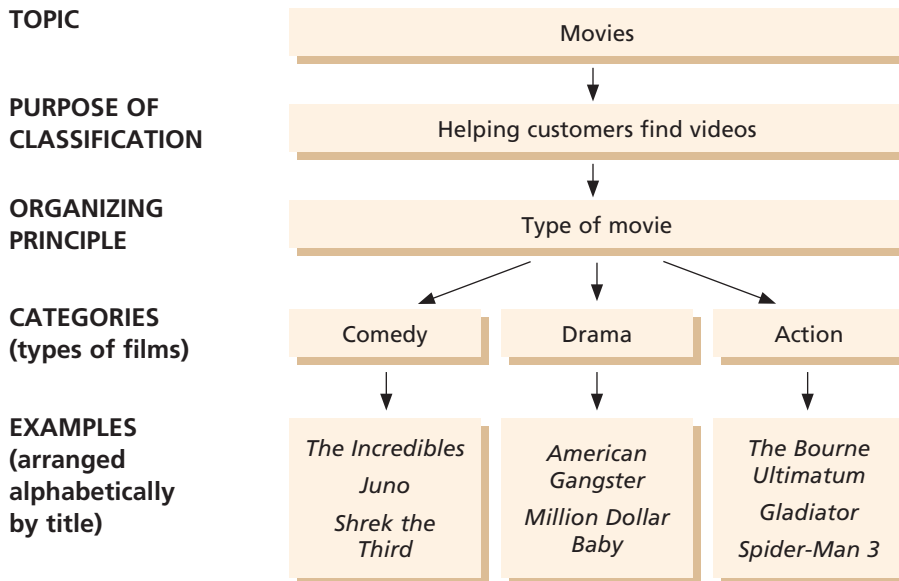 TOPIC
Movies
PURPOSE OF
CLASSIFICATION
Helping customers find videos
ORGANIZING
PRINCIPLE
Type of movie
CATEGORIES
(types of films)
Comedy
Drama
Action
EXAMPLES
(arranged
alphabetically
by title)
The Incredibles
Juno
Shrek the
Third
American
Gangster
Million Dollar
Baby
The Bourne
Ultimatum
Gladiator
Spider-Man 3